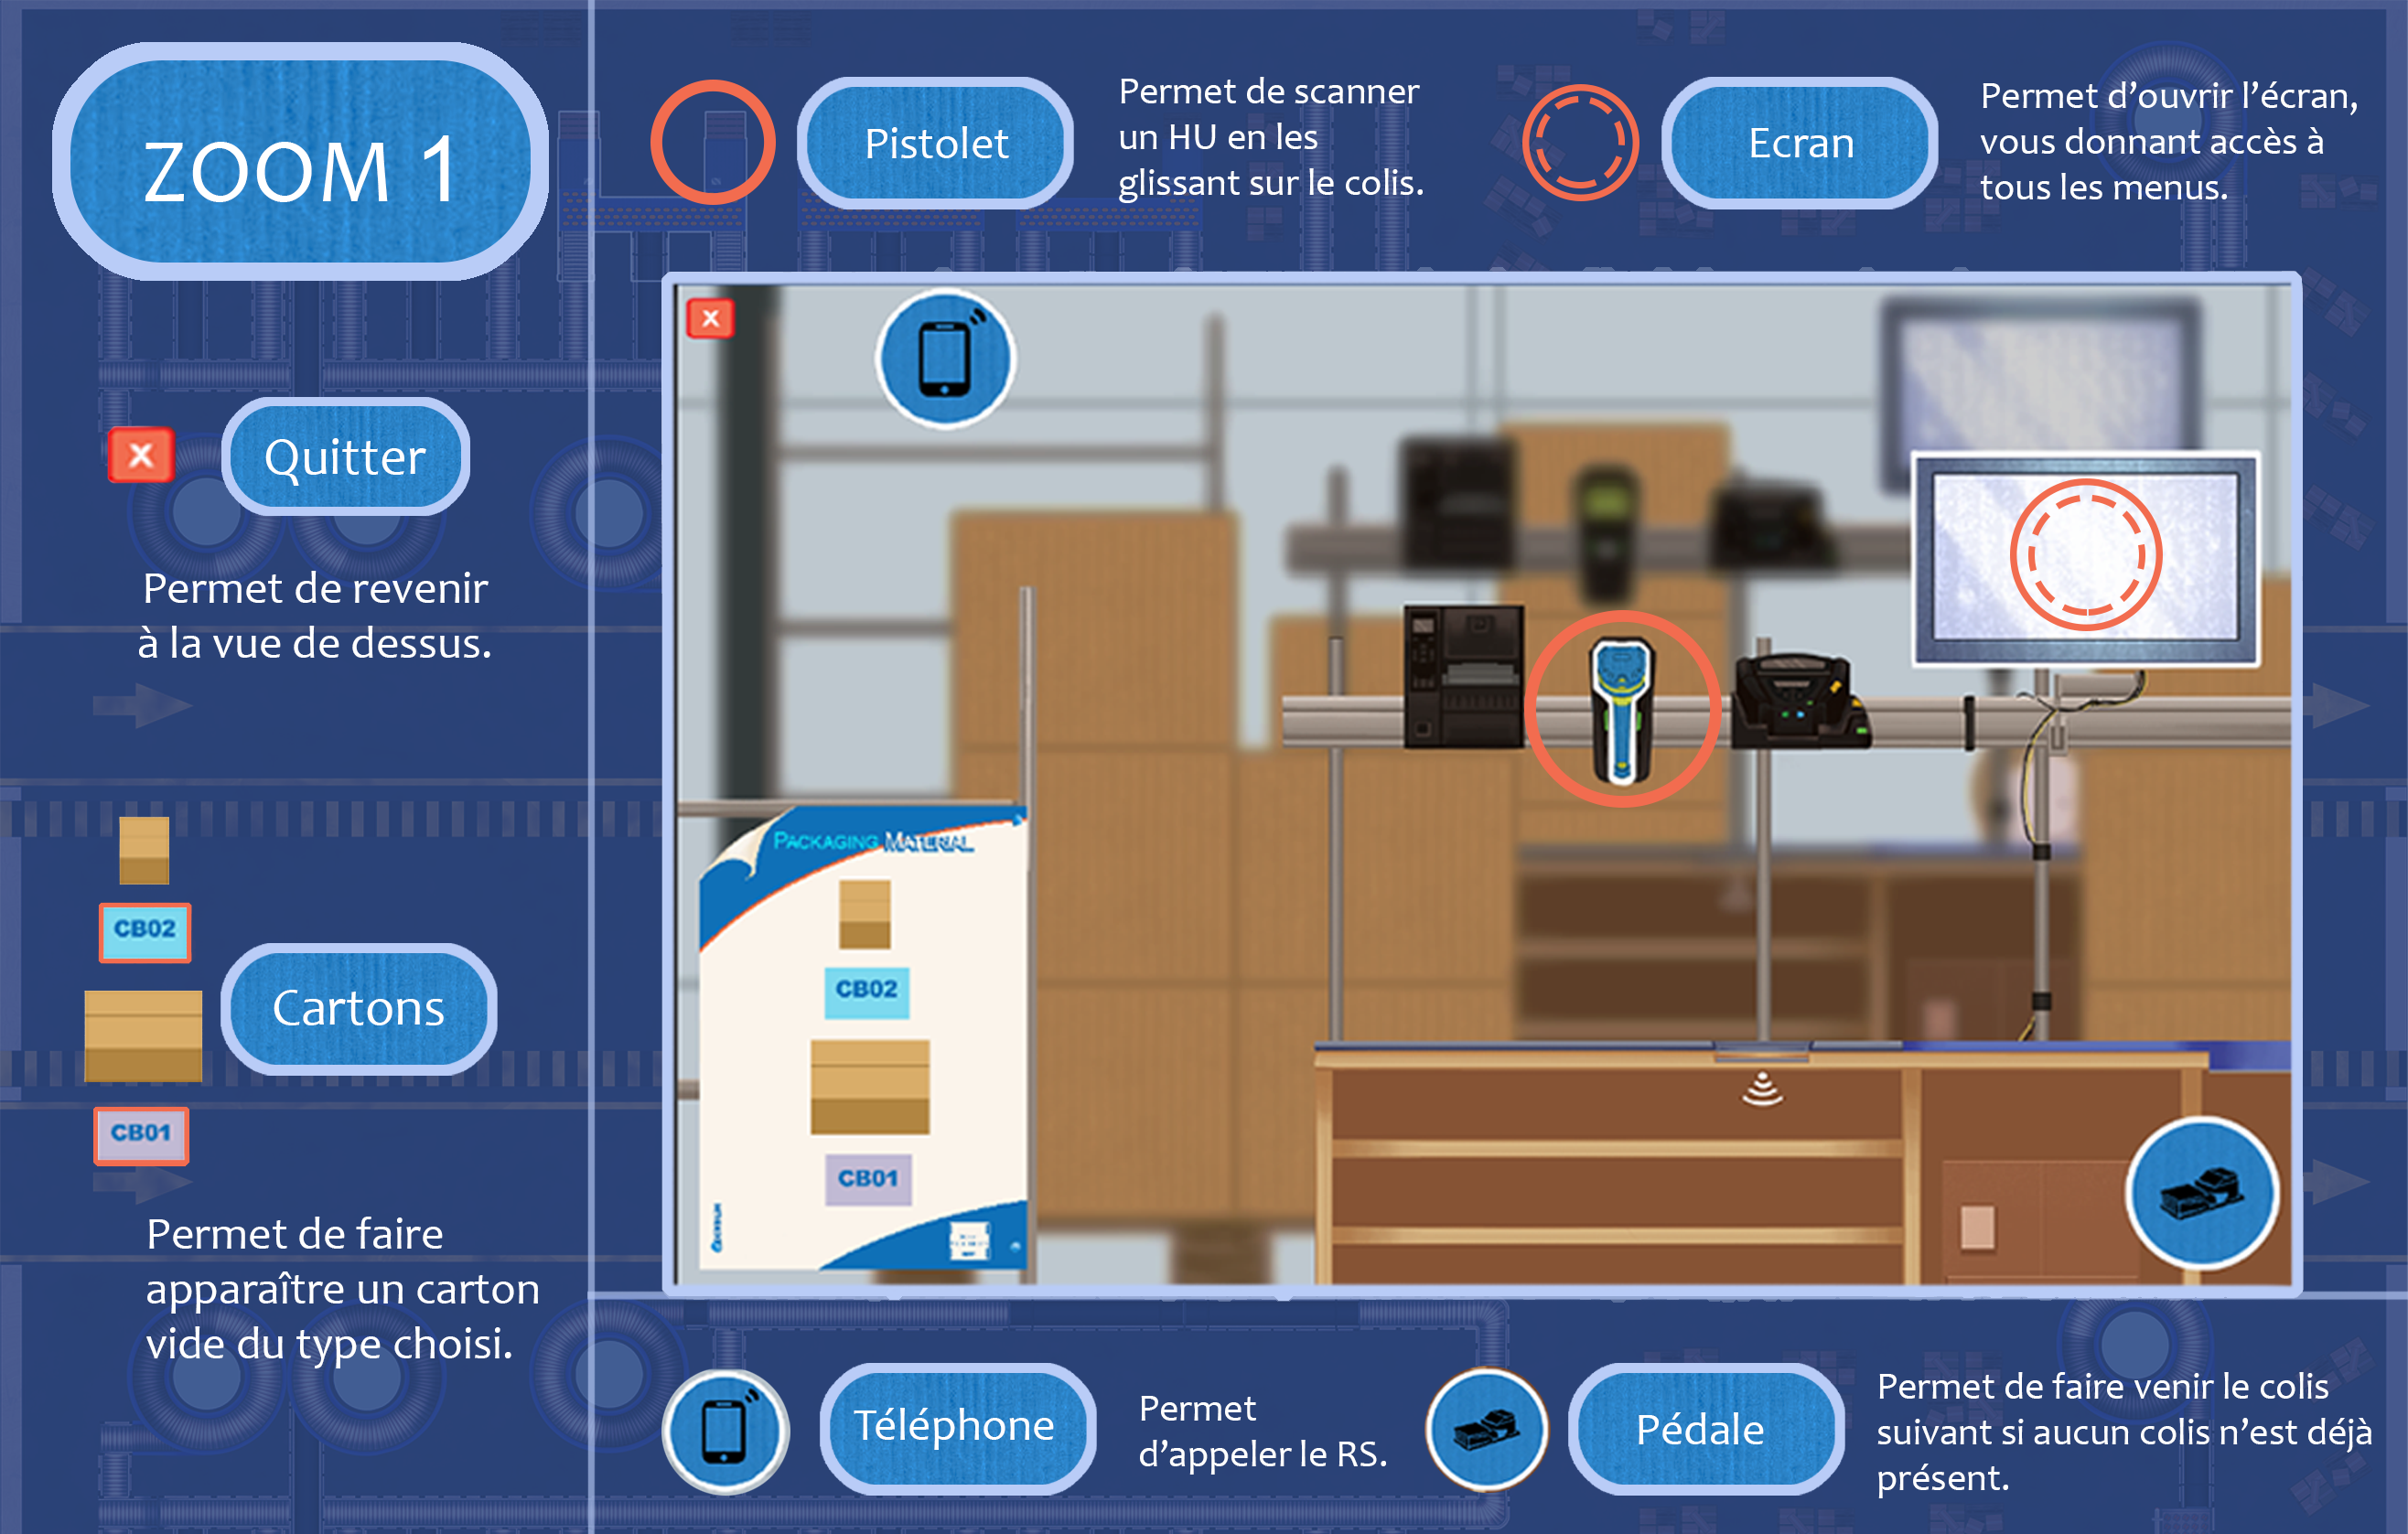 ZOOM 1
X
Quitter
Permet de revenir
à la vue de dessus.
CB02
Cartons
CB01
Permet de faire
apparaître un carton
vide du type choisi.
Pistolet
Permet de scanner
un HU en les
glissant sur le colis.
Ecran
Permet d’ouvrir l’écran,
vous donnant accès à
tous les menus.
X
PACKAGING MATERIAL
CB02
CB01
Téléphone
Permet
d’appeler le RS.
Pédale
Permet de faire venir le colis
suivant si aucun colis n’est déjà
présent.